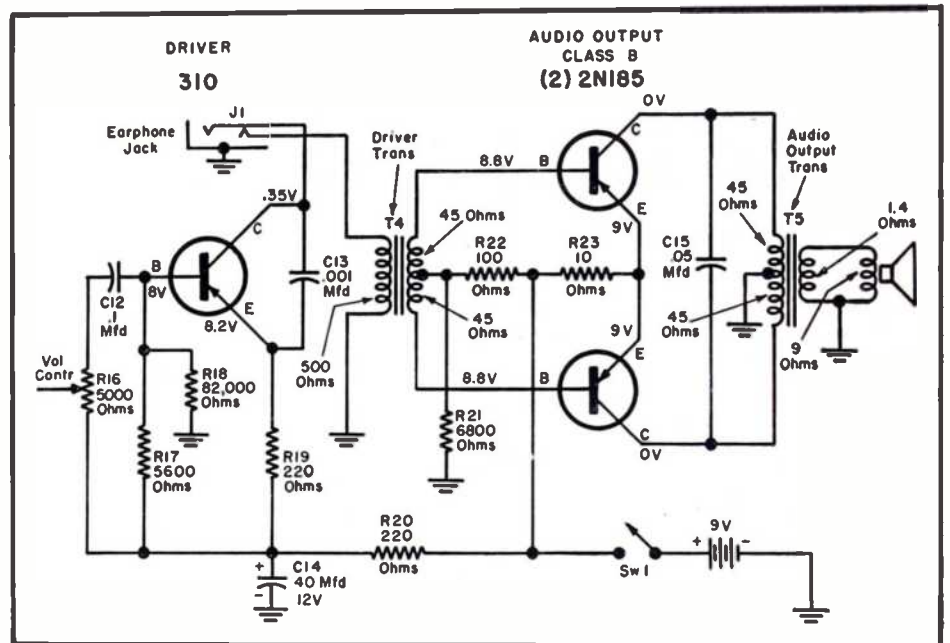 DRIVER
310
AUDIO OUTPUT
CLASS B
(2) 2N185
J1
Earphone
Jack
Driver
Trans
T4
.35V
C
B
8V
E
8.2V
C12
.1
Mfd
C13
.001
Mfd
Vol
Contr
R16
5000
Ohms
R18
82,000
Ohms
R17
5600
Ohms
R19
220
Ohms
500
Ohms
45 Ohms
45
Ohms
8.8V
B
0V
C
E
9V
R22
100
Ohms
R23
10
Ohms
R21
6800
Ohms
8.8V
B
9V
E
C
0V
C15
.05
Mfd
Audio
Output
Trans
T5
45
Ohms
45
Ohms
1.4
Ohms
9
Ohms
R20
220
Ohms
C14
40 Mfd
12V
+
-
Sw1
9V
+
-